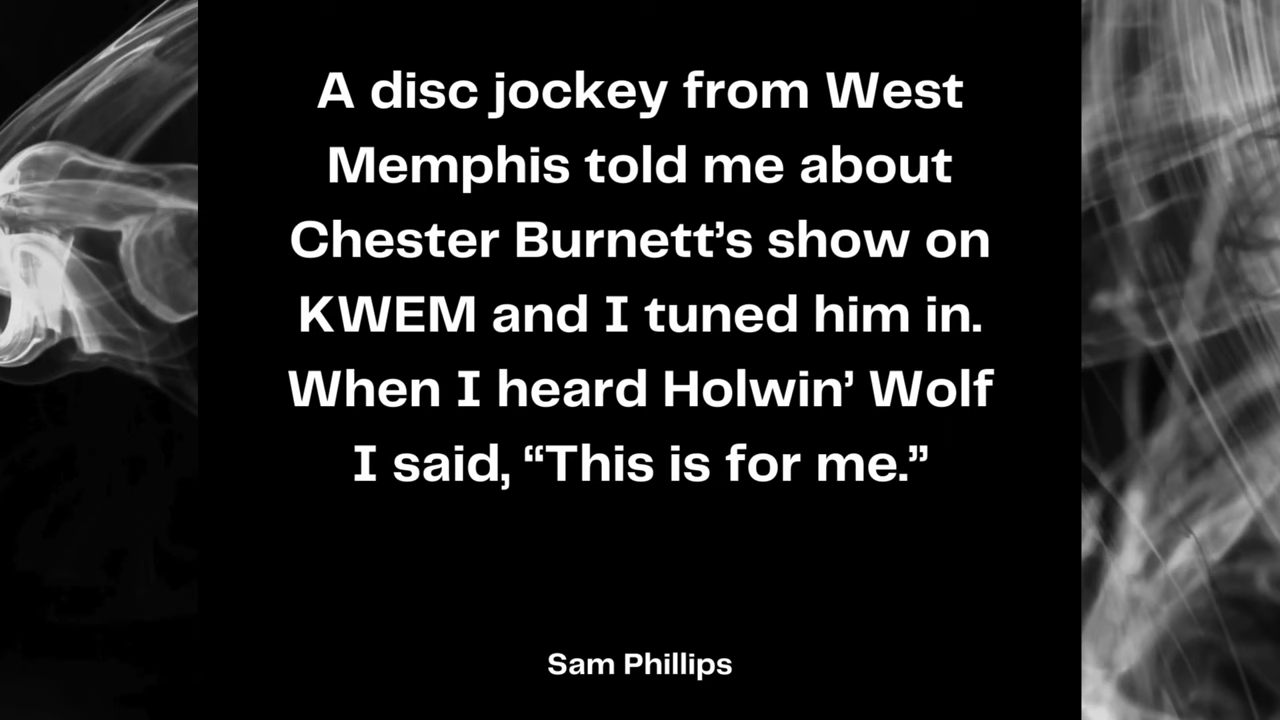 A disc jockey from West
Memphis told me about
Chester Burnett’s show on
KWEM and I tuned him in.
When I heard Holwin’ Wolf
I said, “This is for me.”
Sam Phillips